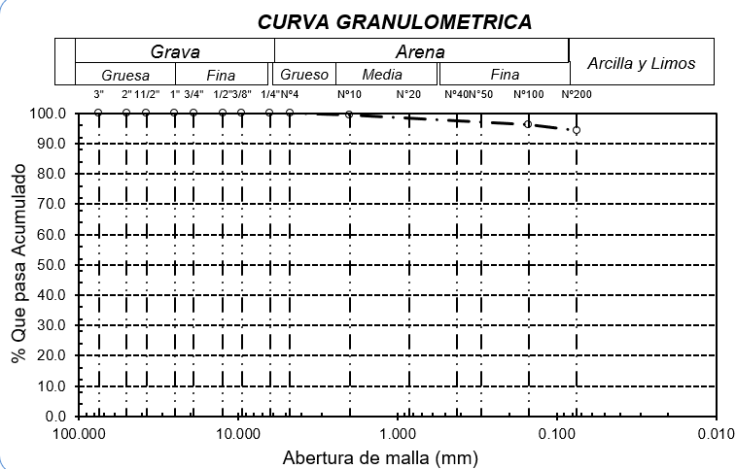 CURVA GRANULOMETRICA
Grava Arena Arcilla y Limos
Gruesa Fina Grueso Media Fina
3" 2" 11/2" 1" 3/4" 1/2" 3/8" 1/4" Nº4 Nº10 Nº20 Nº40 Nº50 Nº100 Nº200
100.0
90.0
80.0
70.0
60.0
50.0
40.0
30.0
20.0
10.0
0.0
% Que pasa Acumulado
100.000 10.000 1.000 0.100 0.010
Abertura de malla (mm)